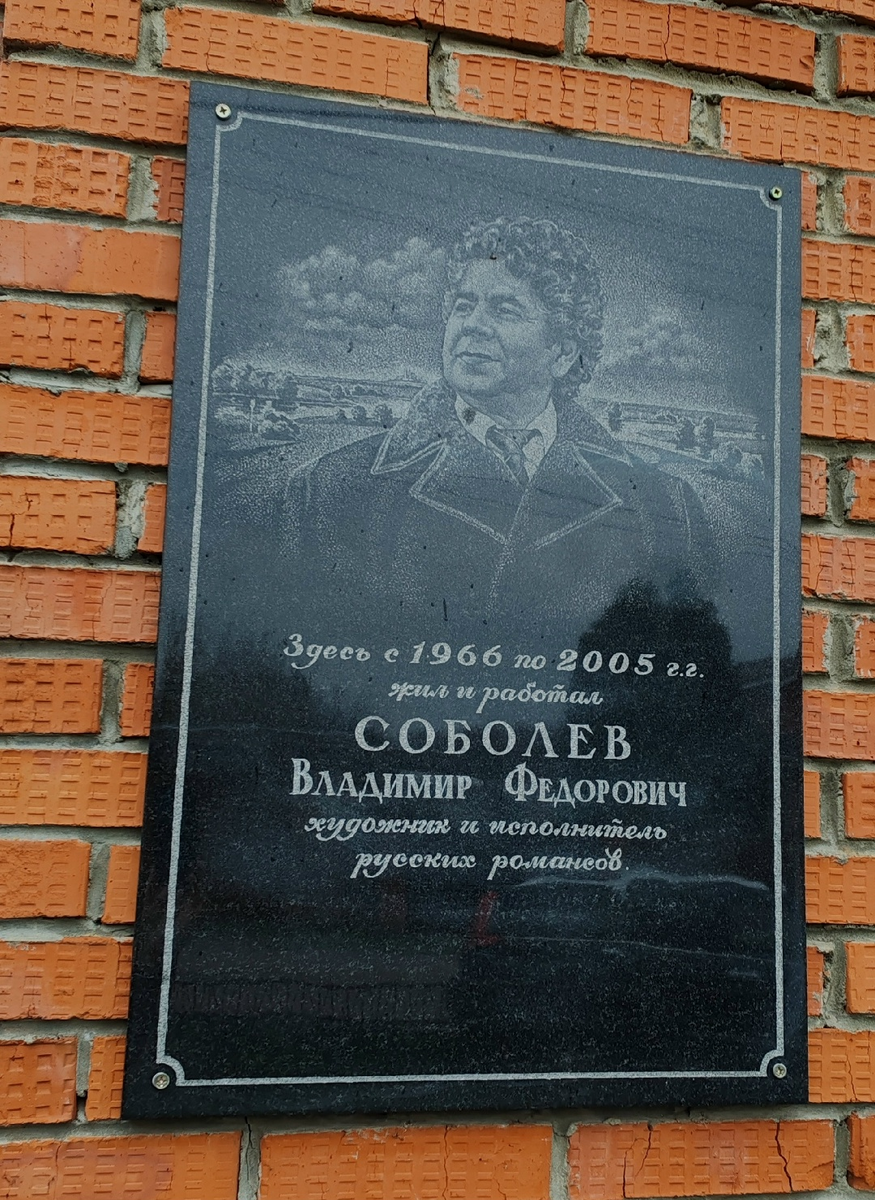 Здесь с 1966 по 2005 г.г.
жил и работал
СОБОЛЕВ
ВЛАДИМИР ФЕДОРОВИЧ
художник и исполнитель
русских романсов.